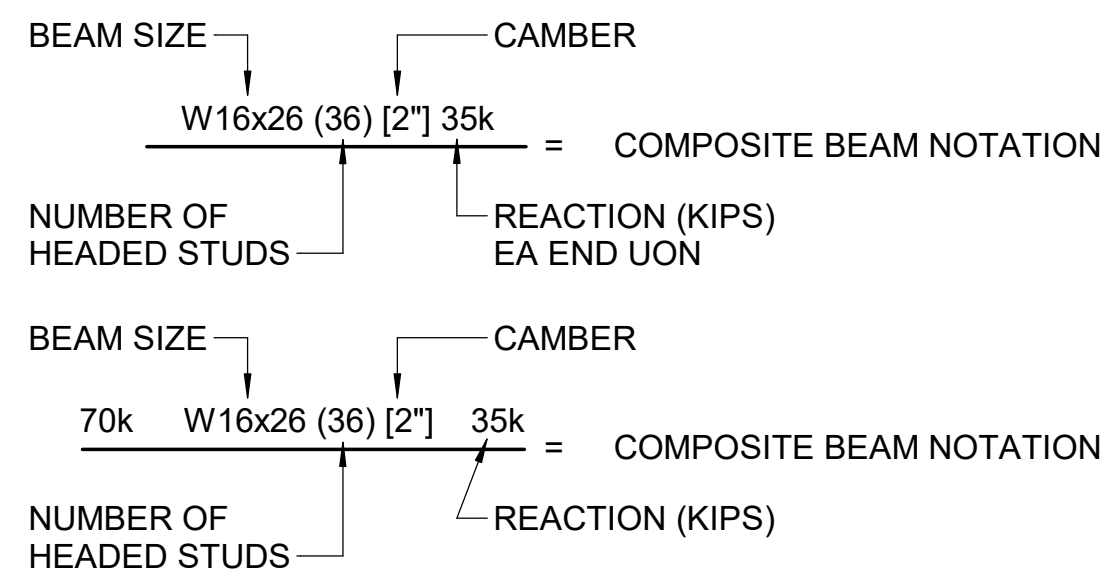 BEAM SIZE CAMBER
W16x26 (36) [2"] 35k
= COMPOSITE BEAM NOTATION
NUMBER OF REACTION (KIPS)
HEADED STUDS EA END UON
BEAM SIZE CAMBER
70k W16x26 (36) [2"] 35k
= COMPOSITE BEAM NOTATION
NUMBER OF REACTION (KIPS)
HEADED STUDS